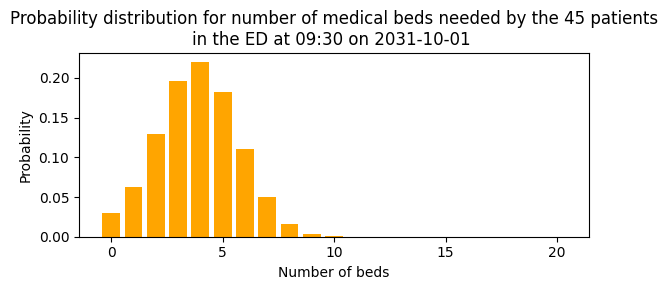 Probability distribution for number of medical beds needed by the 45 patients
in the ED at 09:30 on 2031-10-01
Probability
0.20
0.15
0.10
0.05
0.00
0 5 10 15 20
Number of beds